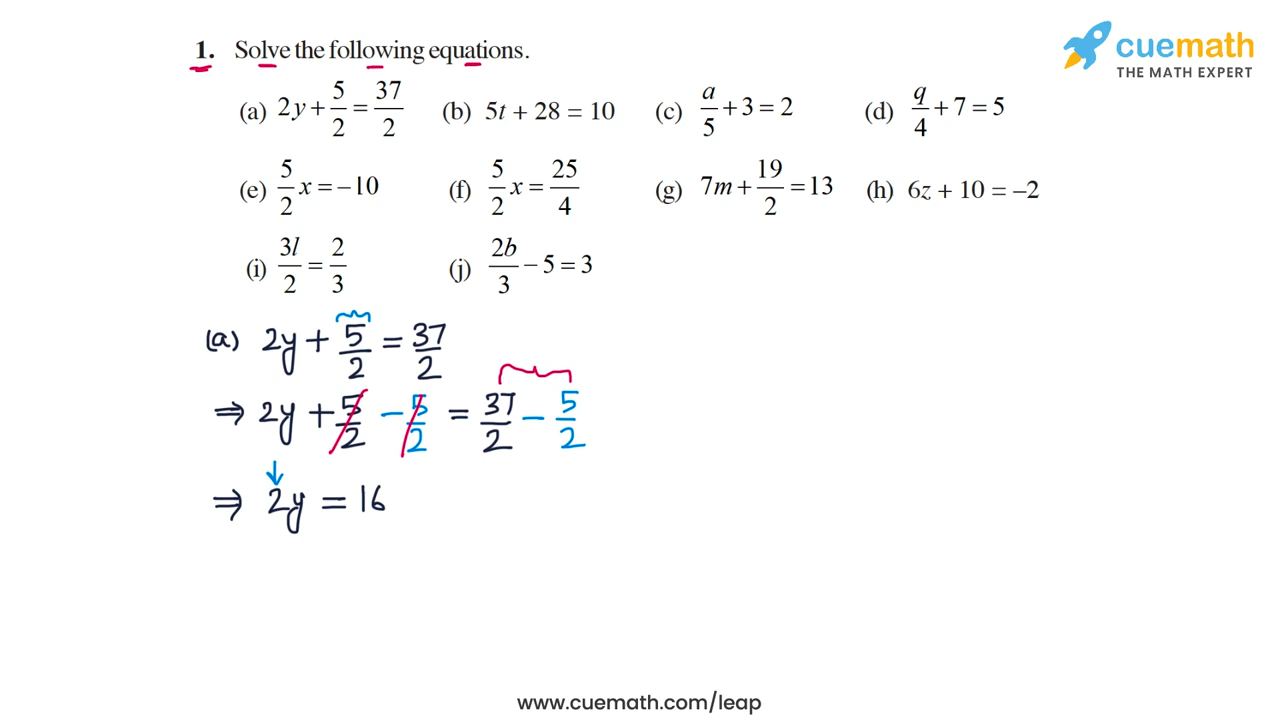 cuemath
THE MATH EXPERT
1. Solve the following equations.
(a) 2y + 5/2 = 37/2 (b) 5t + 28 = 10 (c) a/5 + 3 = 2 (d) q/4 + 7 = 5
(e) 5/2 x = –10 (f) 5/2 x = 25/4 (g) 7m + 19/2 = 13 (h) 6z + 10 = –2
(i) 3l/2 = 2/3 (j) 2b/3 – 5 = 3
(a) 2y + 5/2 = 37/2
⇒ 2y + 5/2 – 5/2 = 37/2 – 5/2
⇒ 2y = 16
www.cuemath.com/leap